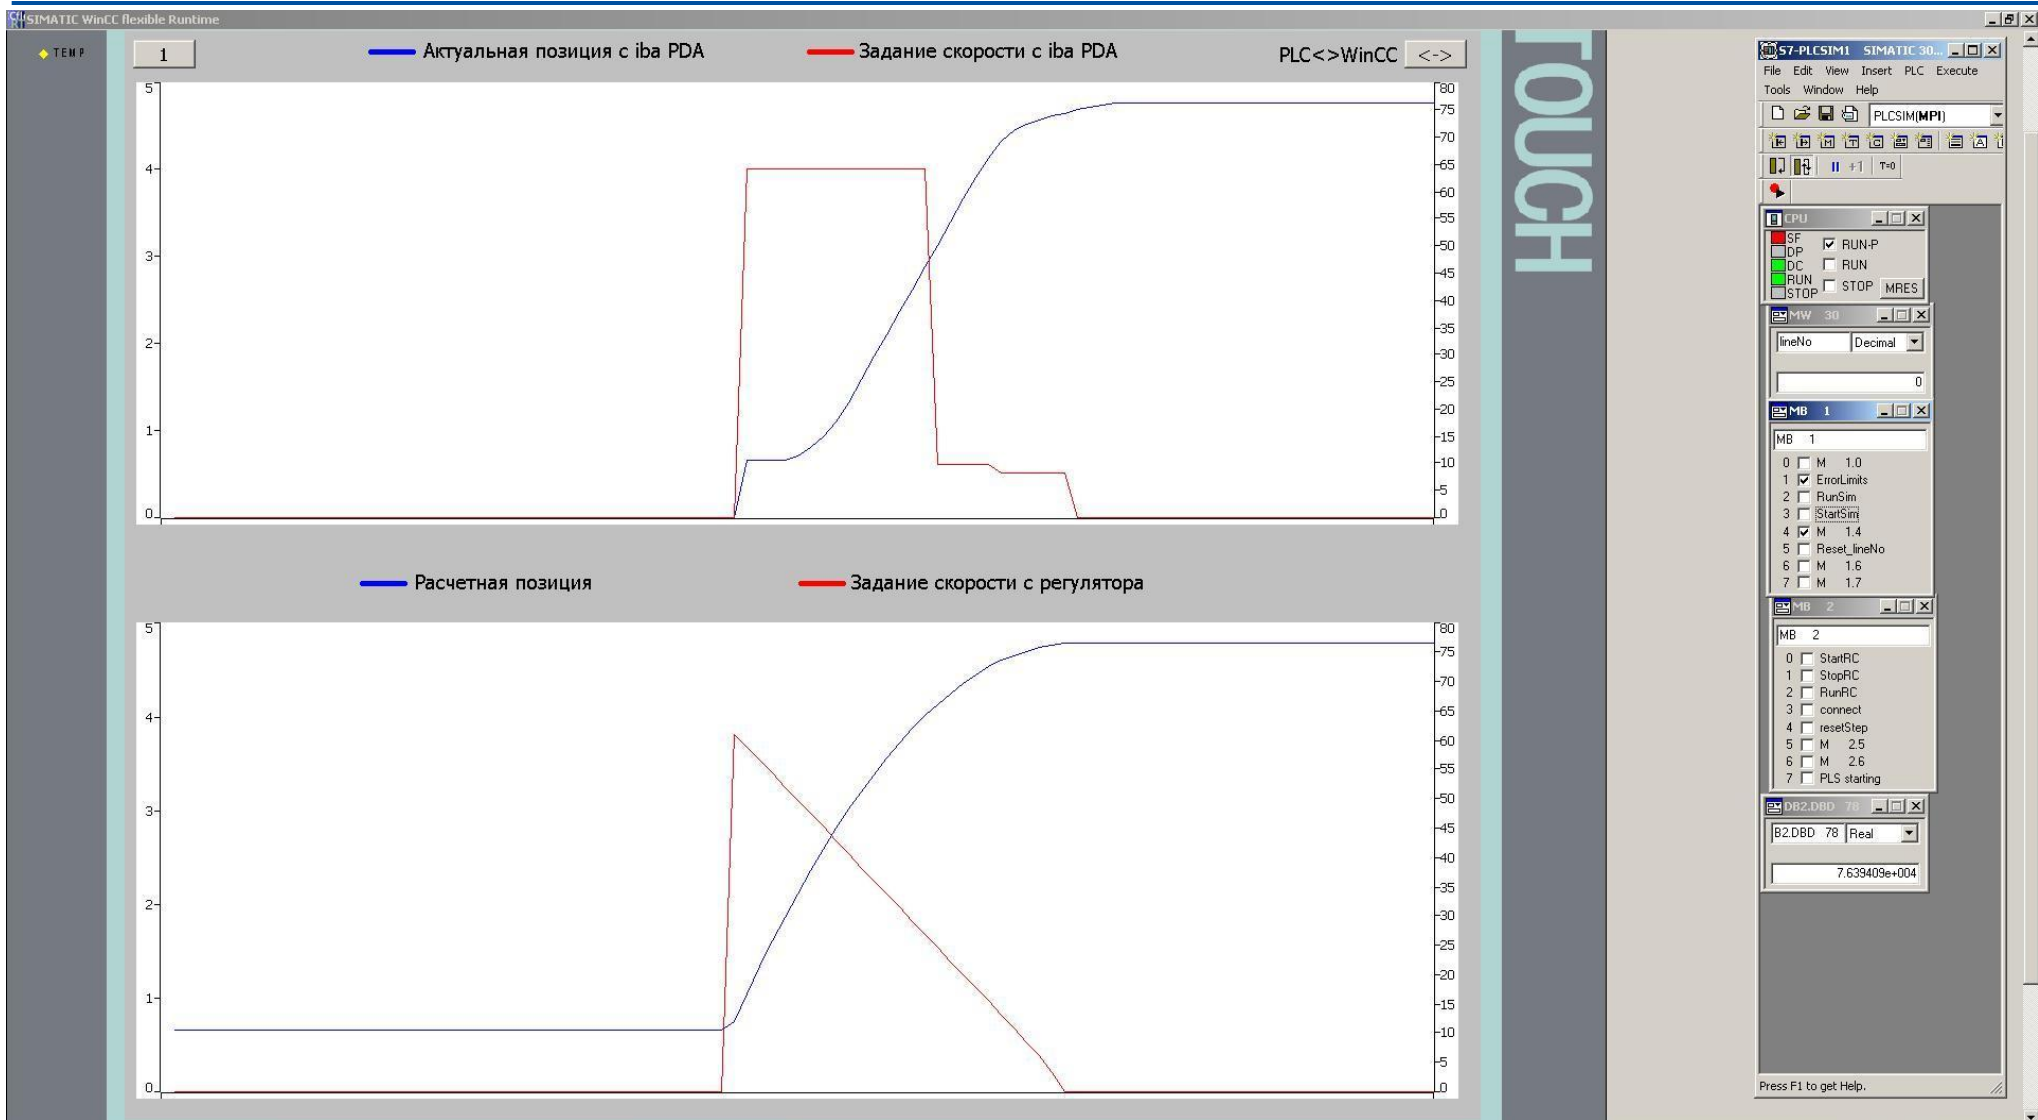 SIMATIC WinCC flexible Runtime
TEMP
1
Актуальная позиция с iba PDA
Задание скорости с iba PDA
PLC<>WinCC
<->
5
4
3
2
1
0
80
75
70
65
60
55
50
45
40
35
30
25
20
15
10
5
0
Расчетная позиция
Задание скорости с регулятора
5
4
3
2
1
0
80
75
70
65
60
55
50
45
40
35
30
25
20
15
10
5
0
TOUCH
S7-PLCSIM1 SIMATIC 30...
File Edit View Insert PLC Execute
Tools Window Help
PLCSIM(MPI)
+1 T=0
CPU
SF
DP
DC
RUN
STOP
RUN-P
RUN
STOP
MRES
MW 30
lineNo Decimal
0
MB 1
MB 1
0 M 1.0
1 ErrorLimits
2 RunSim
3 StartSim
4 M 1.4
5 Reset_lineNo
6 M 1.6
7 M 1.7
MB 2
MB 2
0 StartRC
1 StopRC
2 RunRC
3 connect
4 resetStep
5 M 2.5
6 M 2.6
7 PLS starting
DB2.DBD 78
B2.DBD 78 Real
7.639409e+004
Press F1 to get Help.